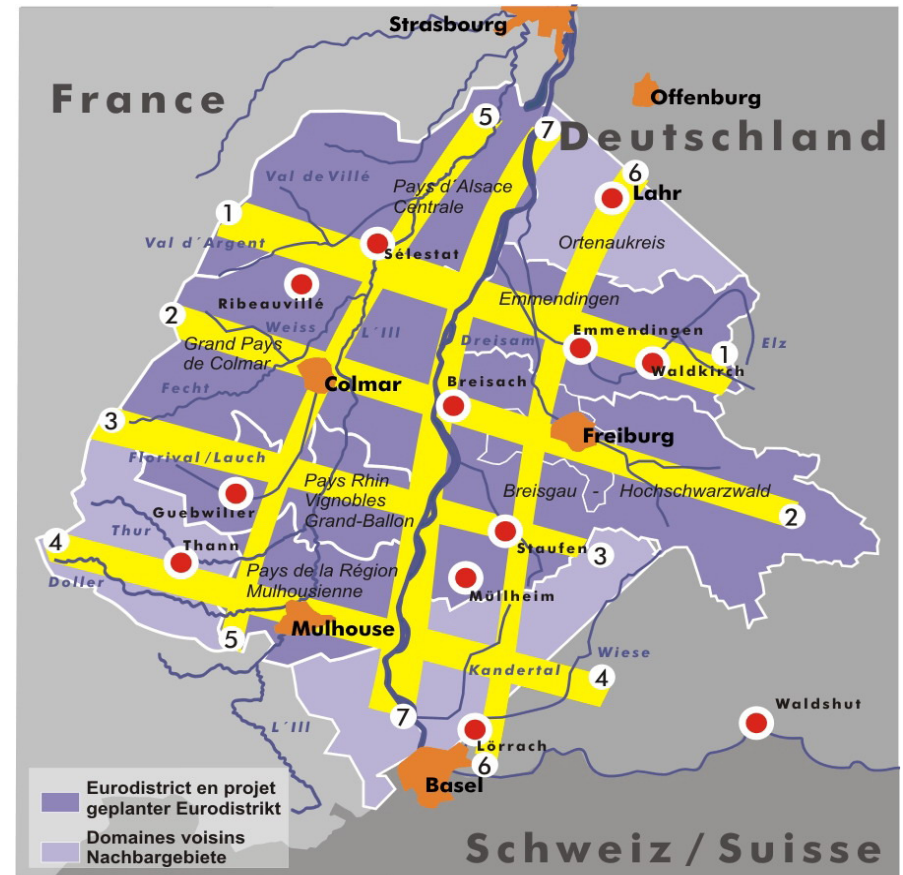 Strasbourg
France
Offenburg
5
7
Deutschland
6
Val de Villé
Pays d´Alsace
Centrale
Lahr
1
Val d´Argent
Sélestat
Ortenaukreis
Ribeauvillé
Emmendingen
2
Weiss
L´Ill
Dreisam
Emmendingen
Elz
Grand Pays
de Colmar
1
Waldkirch
Colmar
Breisach
Fecht
3
Freiburg
Florival/Lauch
Pays Rhin
Vignobles
Grand-Ballon
Breisgau - Hochschwarzwald
Guebwiller
2
Thur
4
Thann
Staufen
3
Doller
Pays de la Région
Mulhousienne
Müllheim
Mulhouse
5
Wiese
Kandertal
4
L´Ill
7
Waldshut
Lörrach
6
Basel
Eurodistrict en projet
geplanter Eurodistrikt
Domaines voisins
Nachbargebiete
Schweiz / Suisse